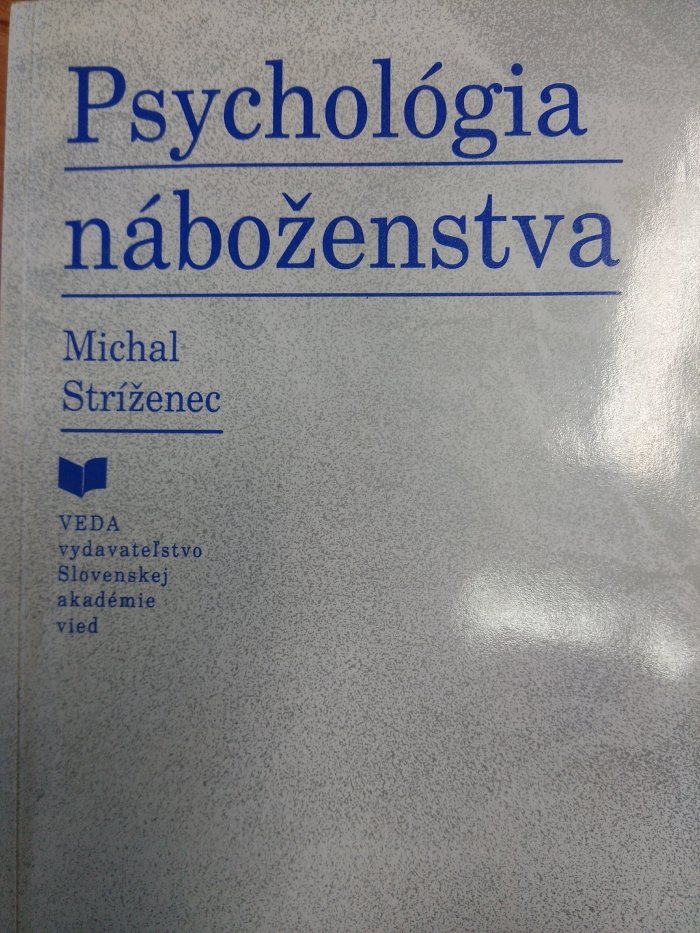 Psychológia
náboženstva
Michal
Stríženec
VEDA
vydavateľstvo
Slovenskej
akadémie
vied